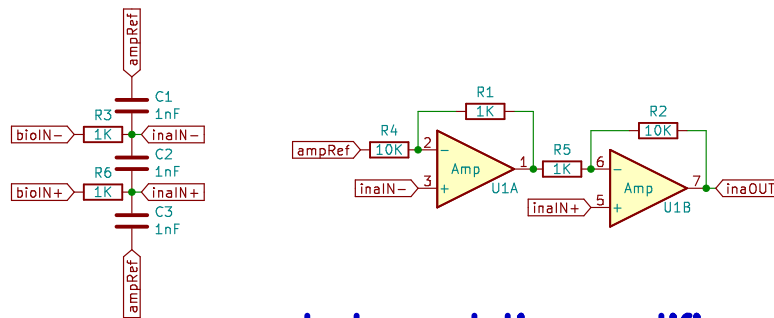 ampRef
C1
1nF
R3
1K
bioIN-
inaIN-
C2
1nF
R6
1K
bioIN+
inaIN+
C3
1nF
ampRef
R1
1K
R4
10K
ampRef
2
-
Amp
1
3
+
inaIN-
U1A
R5
1K
R2
10K
6
-
Amp
7
5
+
inaIN+
U1B
inaOUT